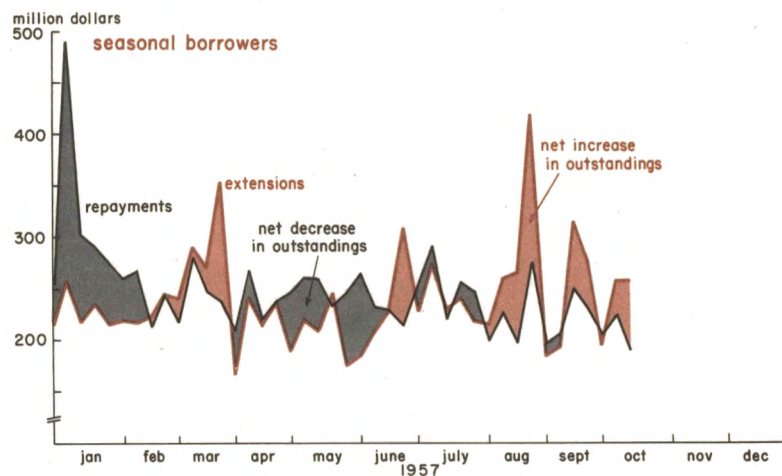 million dollars
500
seasonal borrowers
400
net increase
in outstandings
extensions
repayments
net decrease
in outstandings
300
200
jan feb mar apr may june july aug sept oct nov dec
1957